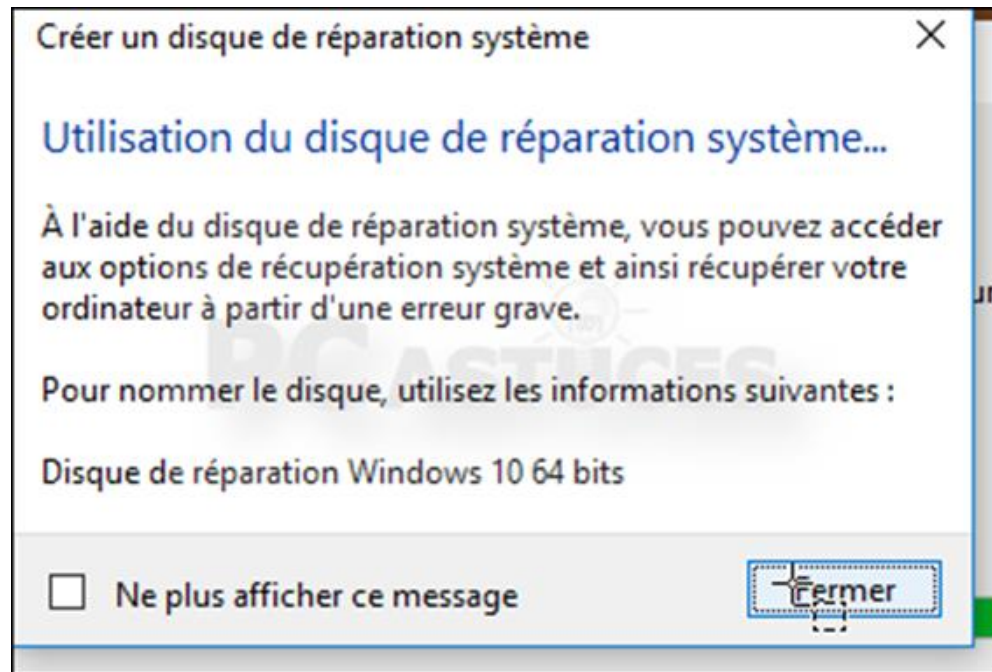 Créer un disque de réparation système
Utilisation du disque de réparation système...
À l'aide du disque de réparation système, vous pouvez accéder
aux options de récupération système et ainsi récupérer votre
ordinateur à partir d'une erreur grave.
PC ASTUCES
Pour nommer le disque, utilisez les informations suivantes :
Disque de réparation Windows 10 64 bits
Ne plus afficher ce message
Fermer